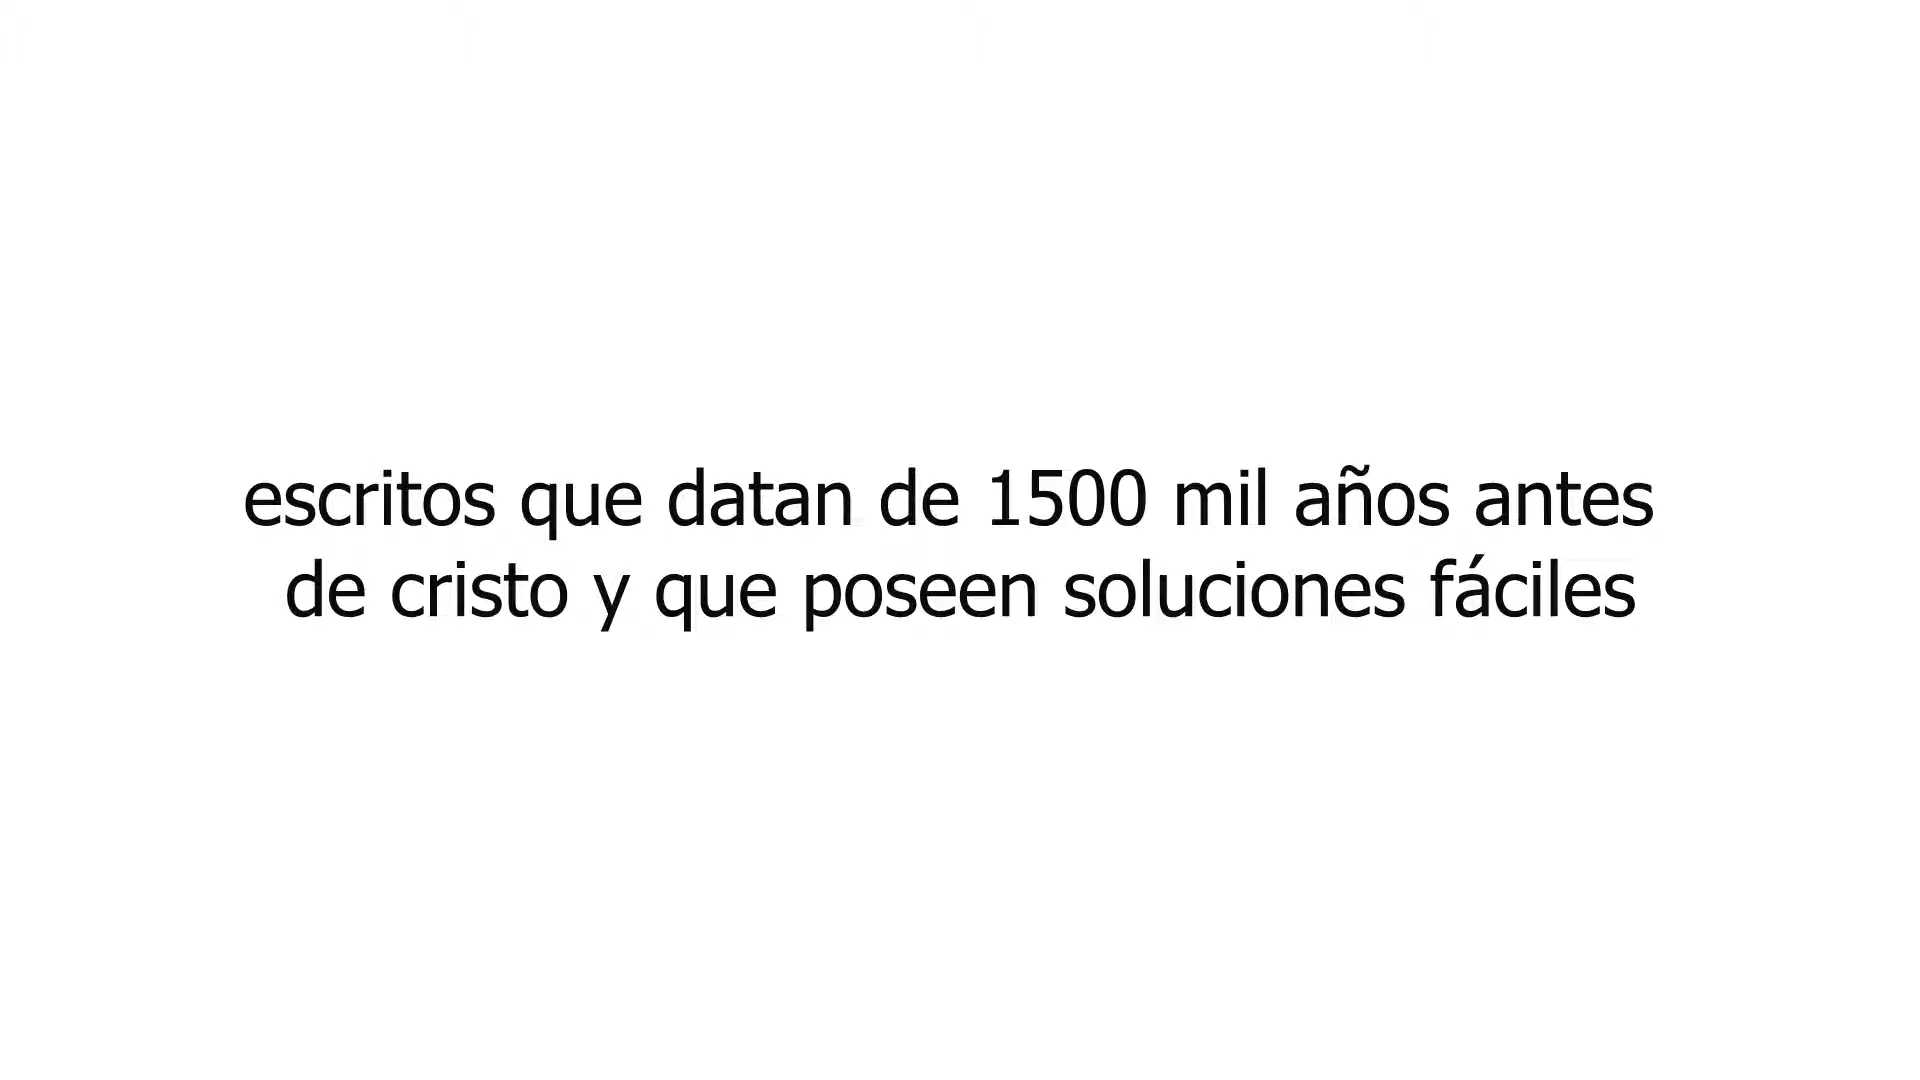 escritos que datan de 1500 mil años antes
de cristo y que poseen soluciones fáciles